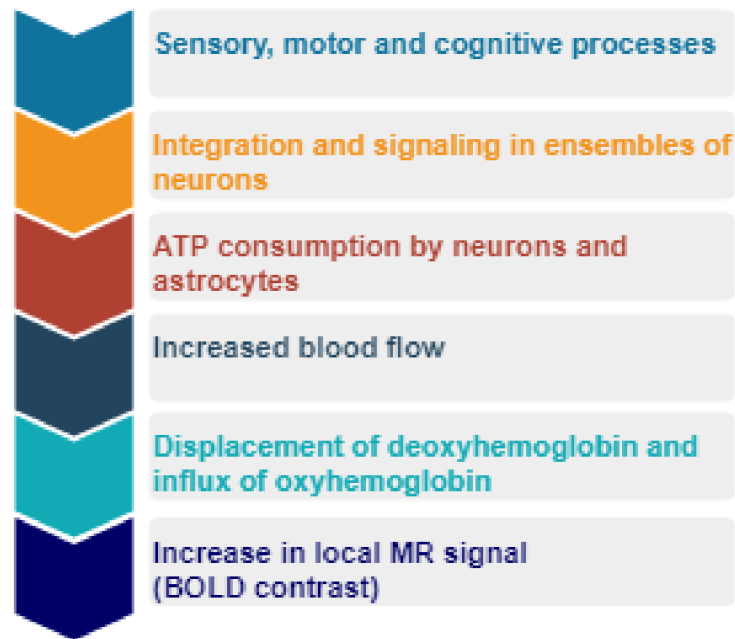 Sensory, motor and cognitive processes
Integration and signaling in ensembles of
neurons
ATP consumption by neurons and
astrocytes
Increased blood flow
Displacement of deoxyhemoglobin and
influx of oxyhemoglobin
Increase in local MR signal
(BOLD contrast)